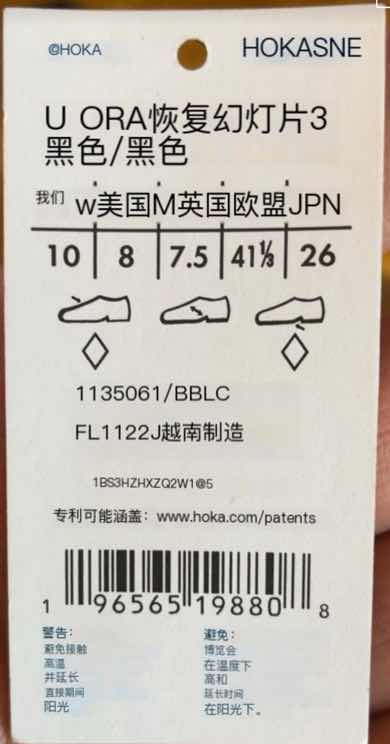 ©HOKA
HOKASNE
U ORA恢复幻灯片3
黑色/黑色
我们 w美国M英国欧盟JPN
10 8 7.5 41⅓ 26
1135061/BBLC
FL1122J越南制造
1BS3HZHXZQ2W1@5
专利可能涵盖：www.hoka.com/patents
1 96565 19880 8
警告：
避免接触
高温
并延长
直接期间
阳光
避免：
博览会
在温度下
高和
延长时间
在阳光下。